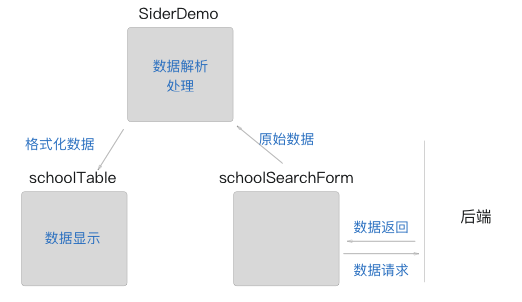 SiderDemo
数据解析
处理
格式化数据
原始数据
schoolTable
schoolSearchForm
数据显示
数据返回
后端
数据请求